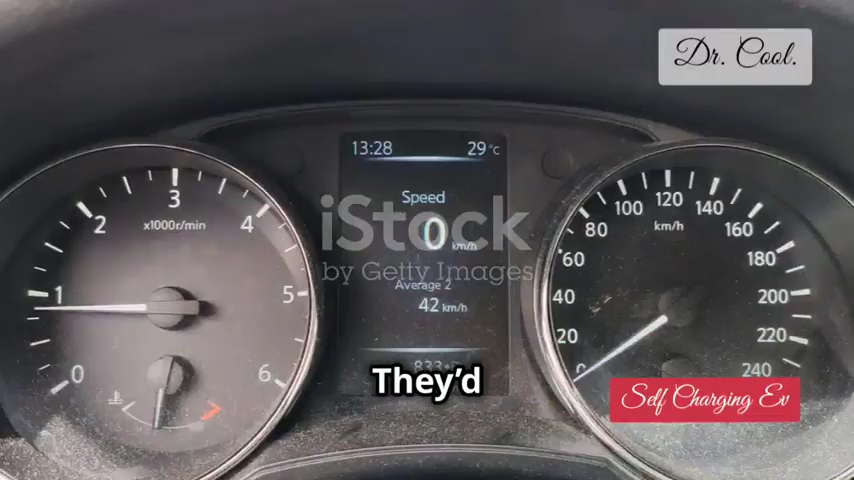 Dr. Cool.
13:28 29°C
Speed
0 km/h
Average 2
42 km/h
iStock
by Getty Images
0 1 2 3 4 5 6
x1000r/min
0 20 40 60 80 100 120 140 160 180 200 220 240
km/h
They'd
Self Charging Ev